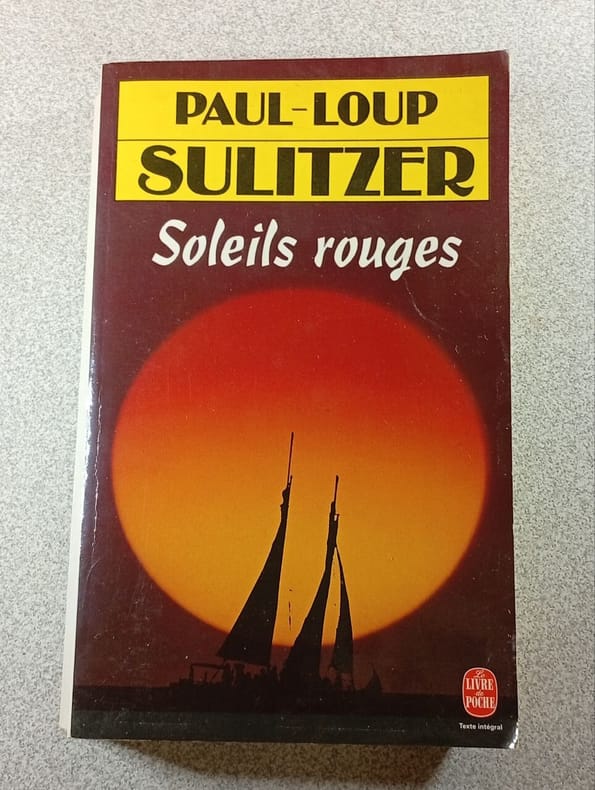 PAUL-LOUP
SULITZER
Soleils rouges
Le
LIVRE
de
POCHE
Texte intégral